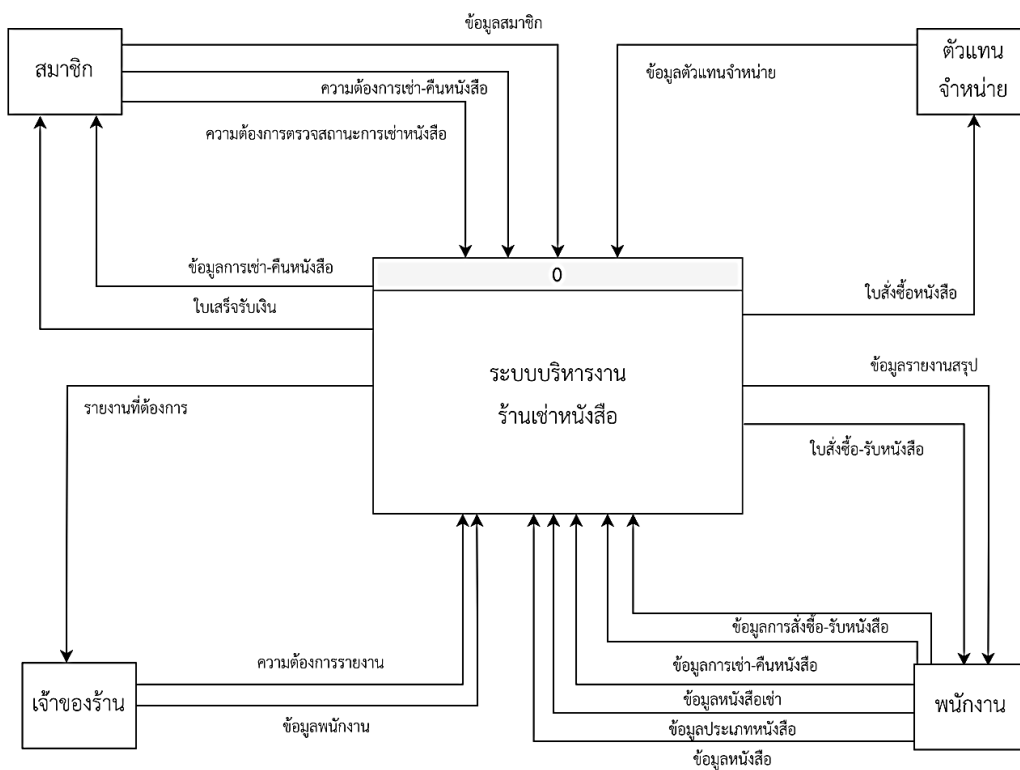 ข้อมูลสมาชิก
สมาชิก
ตัวแทน
จำหน่าย
ข้อมูลตัวแทนจำหน่าย
ความต้องการเช่า-คืนหนังสือ
ความต้องการตรวจสถานะการเช่าหนังสือ
ข้อมูลการเช่า-คืนหนังสือ
0
ใบเสร็จรับเงิน
ใบสั่งซื้อหนังสือ
ระบบบริหารงาน
ร้านเช่าหนังสือ
ข้อมูลรายงานสรุป
รายงานที่ต้องการ
ใบสั่งซื้อ-รับหนังสือ
ข้อมูลการสั่งซื้อ-รับหนังสือ
ความต้องการรายงาน
ข้อมูลการเช่า-คืนหนังสือ
เจ้าของร้าน
ข้อมูลหนังสือเช่า
พนักงาน
ข้อมูลพนักงาน
ข้อมูลประเภทหนังสือ
ข้อมูลหนังสือ